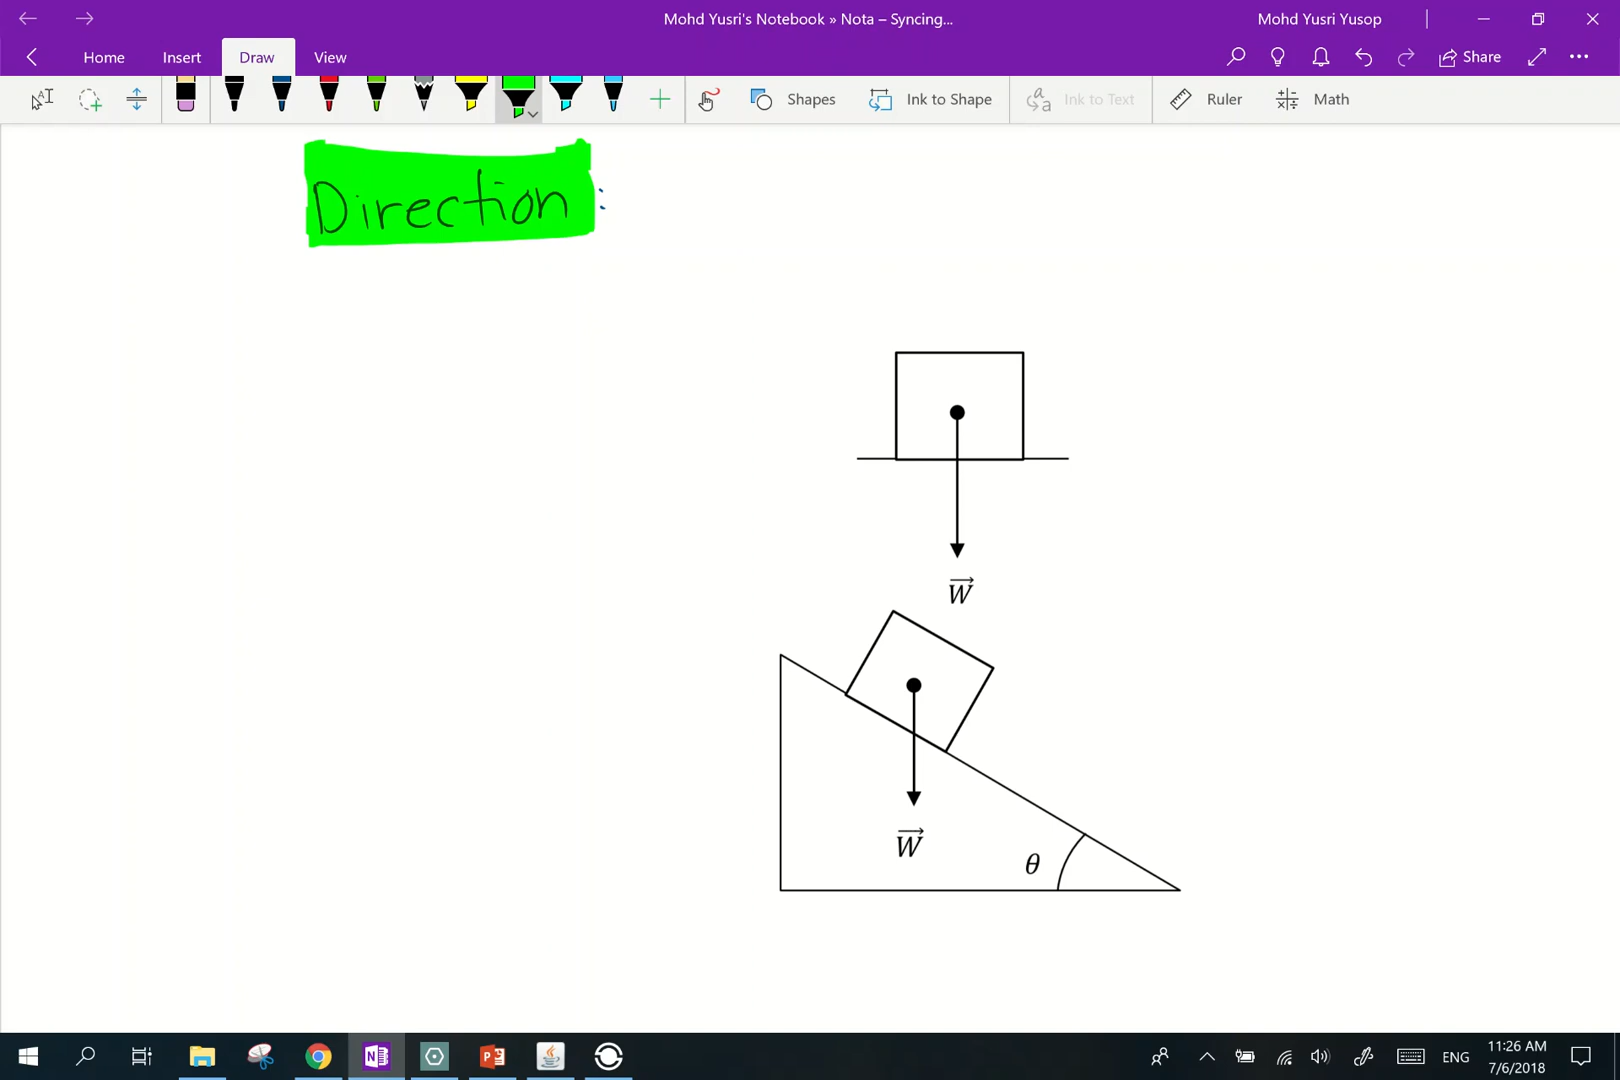 Mohd Yusri's Notebook » Nota – Syncing...
Mohd Yusri Yusop
Home Insert Draw View
Share
Shapes Ink to Shape Ink to Text Ruler Math
Direction :
W
W
θ
ENG
11:26 AM
7/6/2018